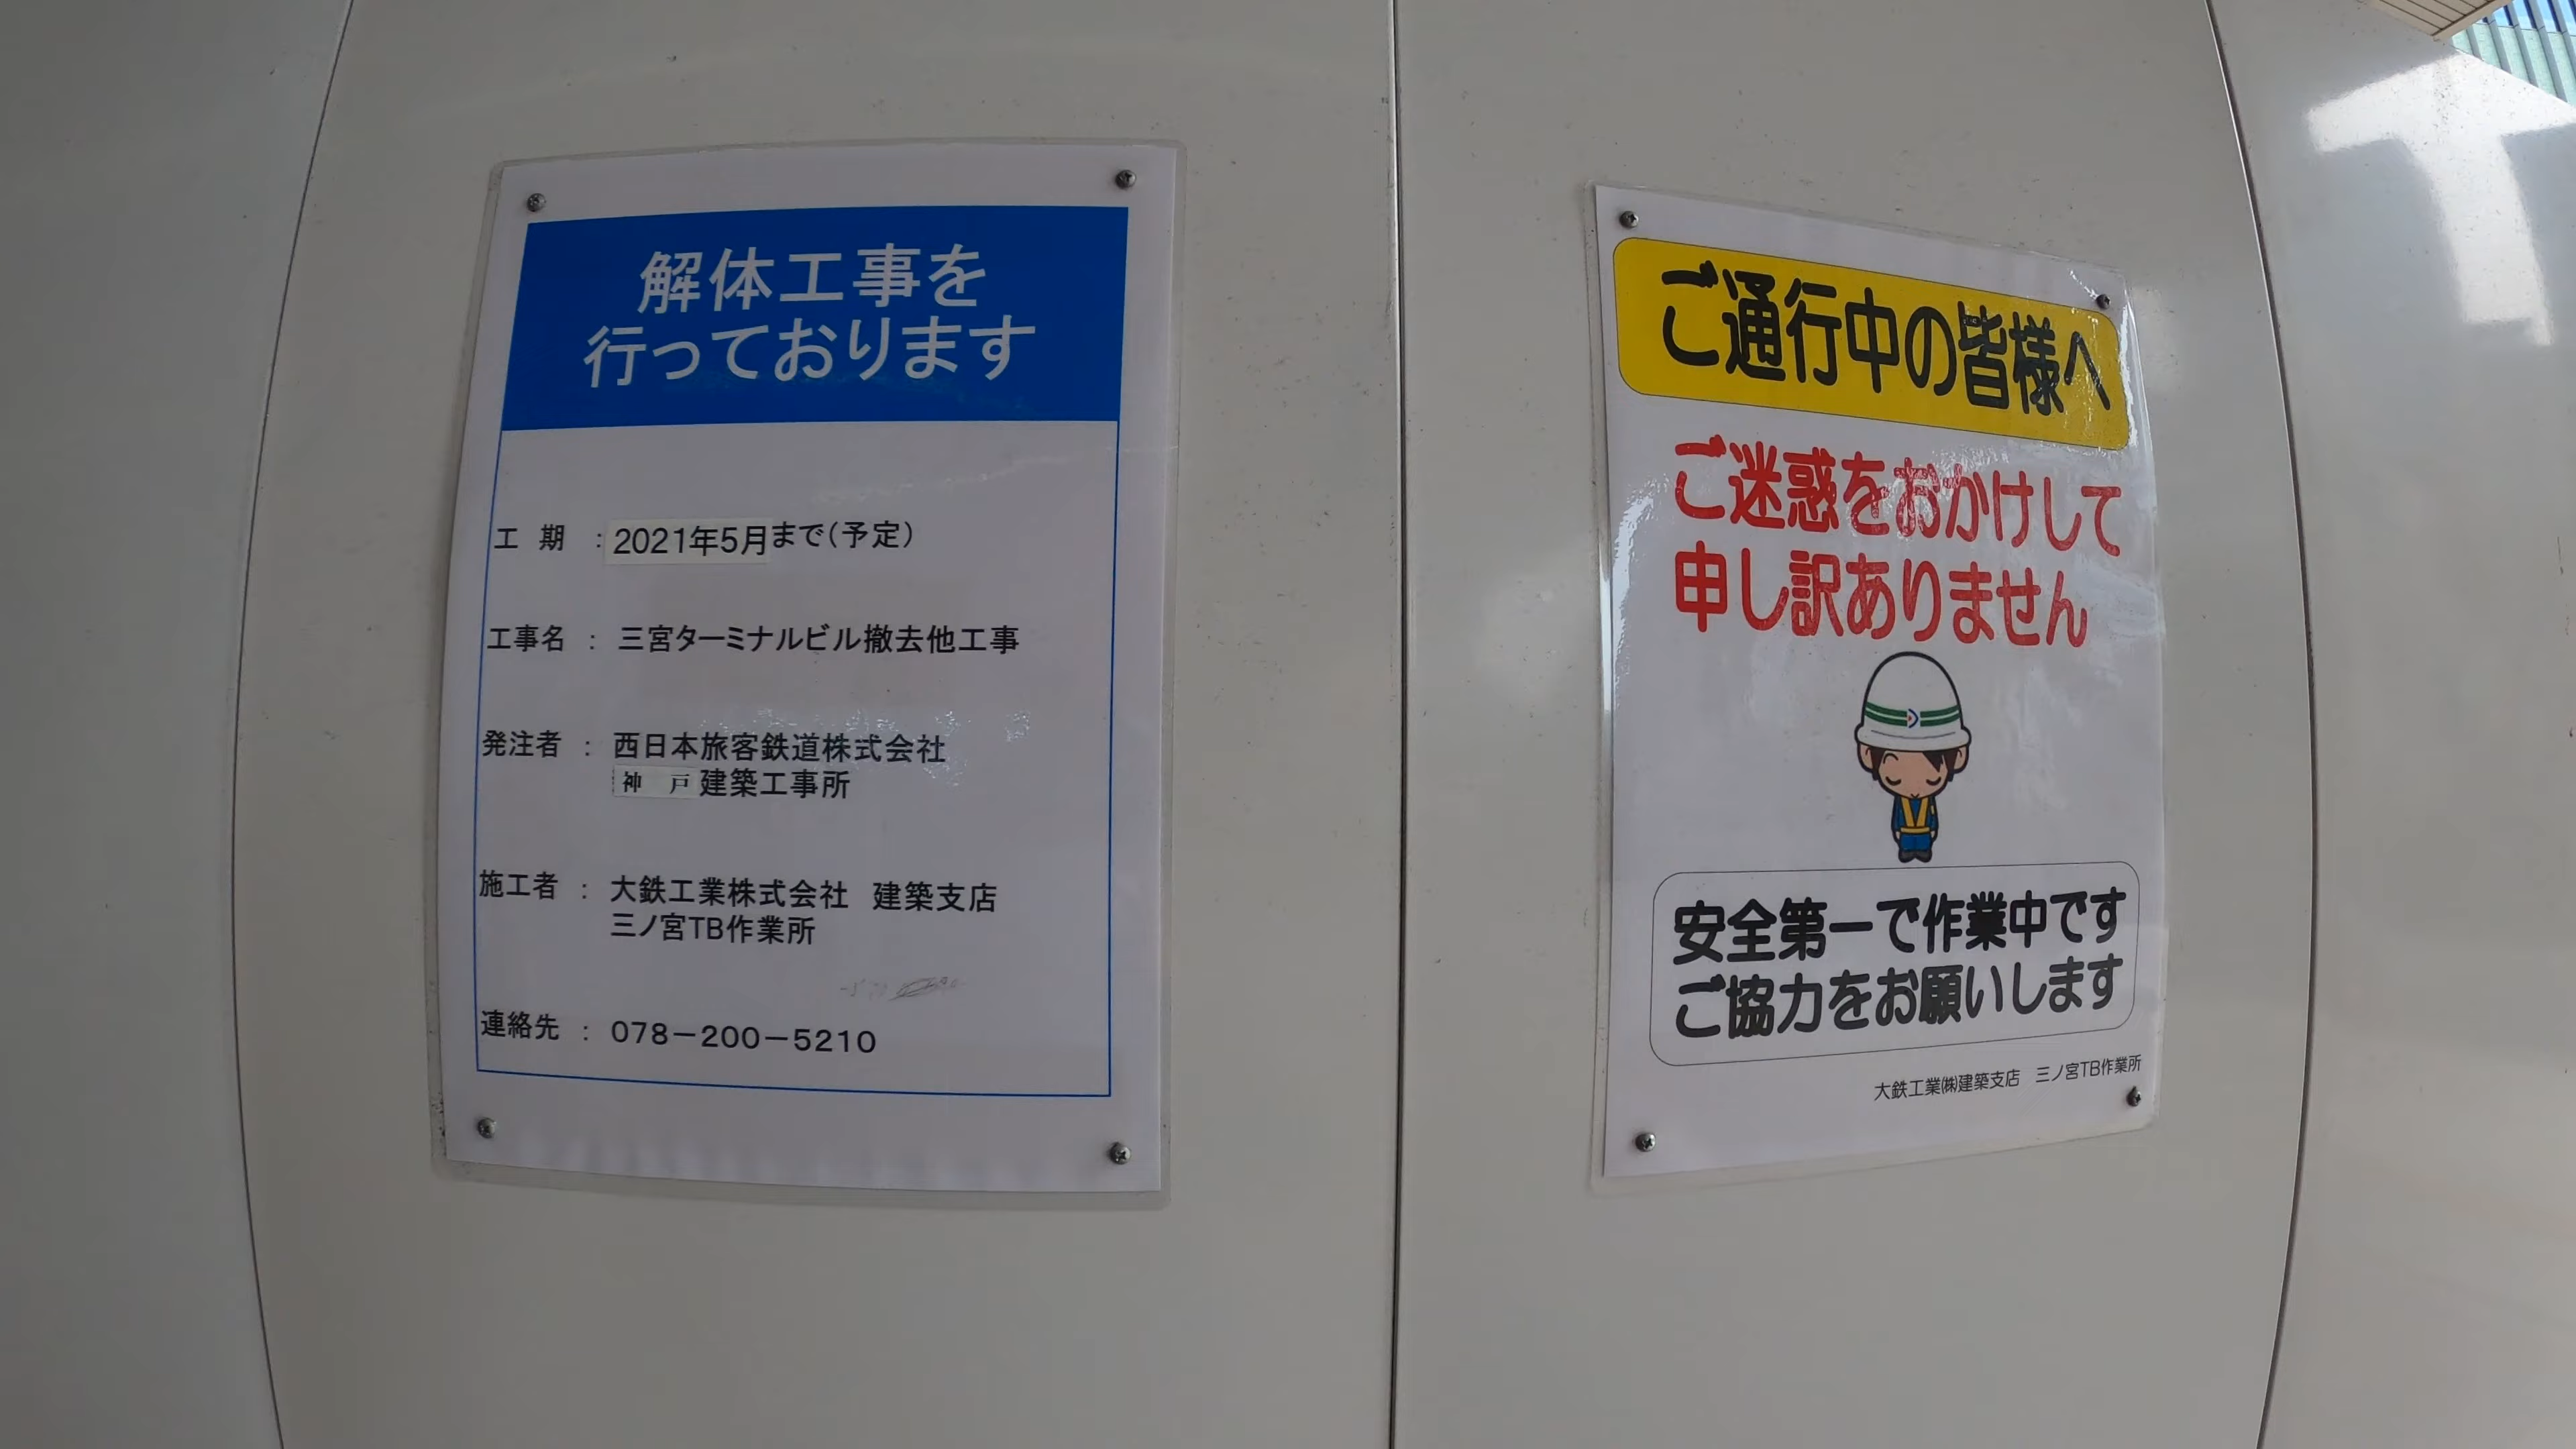 解体工事を
行っております
工 期 : 2021年5月まで(予定)
工事名 : 三宮ターミナルビル撤去他工事
発注者 : 西日本旅客鉄道株式会社
神 戸 建築工事所
施工者 : 大鉄工業株式会社 建築支店
三ノ宮TB作業所
連絡先 : 078-200-5210
ご通行中の皆様へ
ご迷惑をおかけして
申し訳ありません
安全第一で作業中です
ご協力をお願いします
大鉄工業㈱建築支店 三ノ宮TB作業所